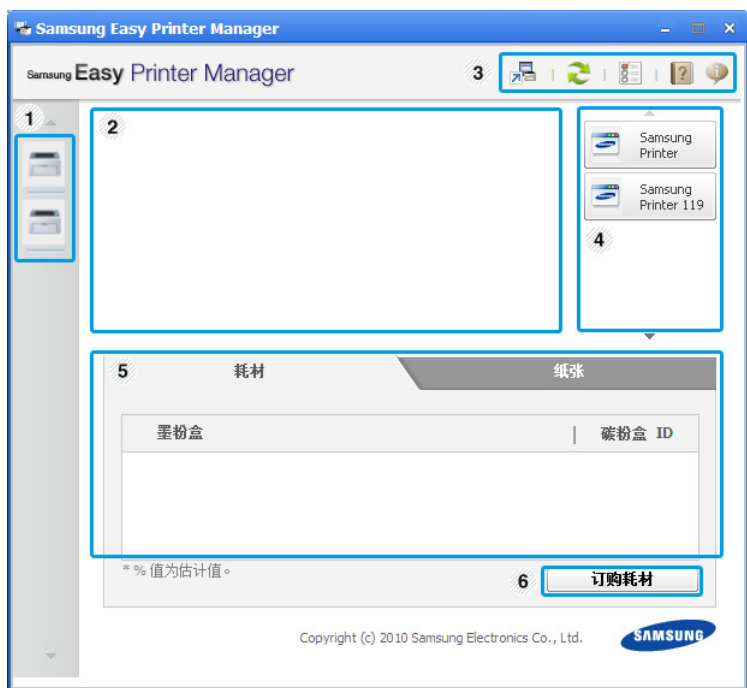 Samsung Easy Printer Manager
Samsung Easy Printer Manager
3
1
2
Samsung
Printer
Samsung
Printer 119
4
5
耗材
纸张
墨粉盒
碳粉盒 ID
* % 值为估计值。
6
订购耗材
Copyright (c) 2010 Samsung Electronics Co., Ltd.
SAMSUNG